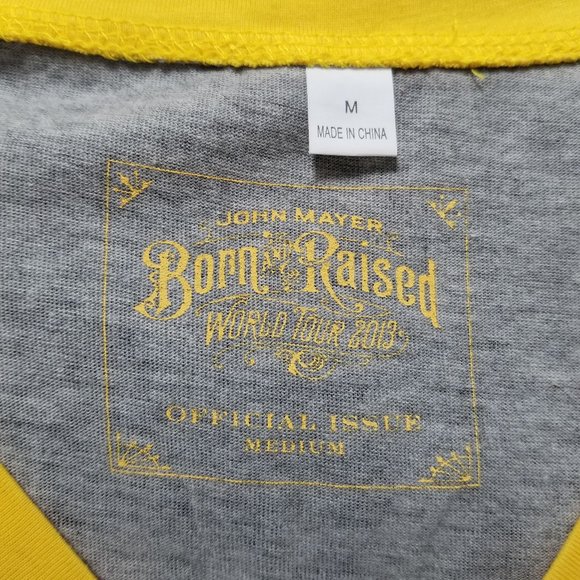 M
MADE IN CHINA
JOHN MAYER
Born and Raised
WORLD TOUR 2013
OFFICIAL ISSUE
MEDIUM